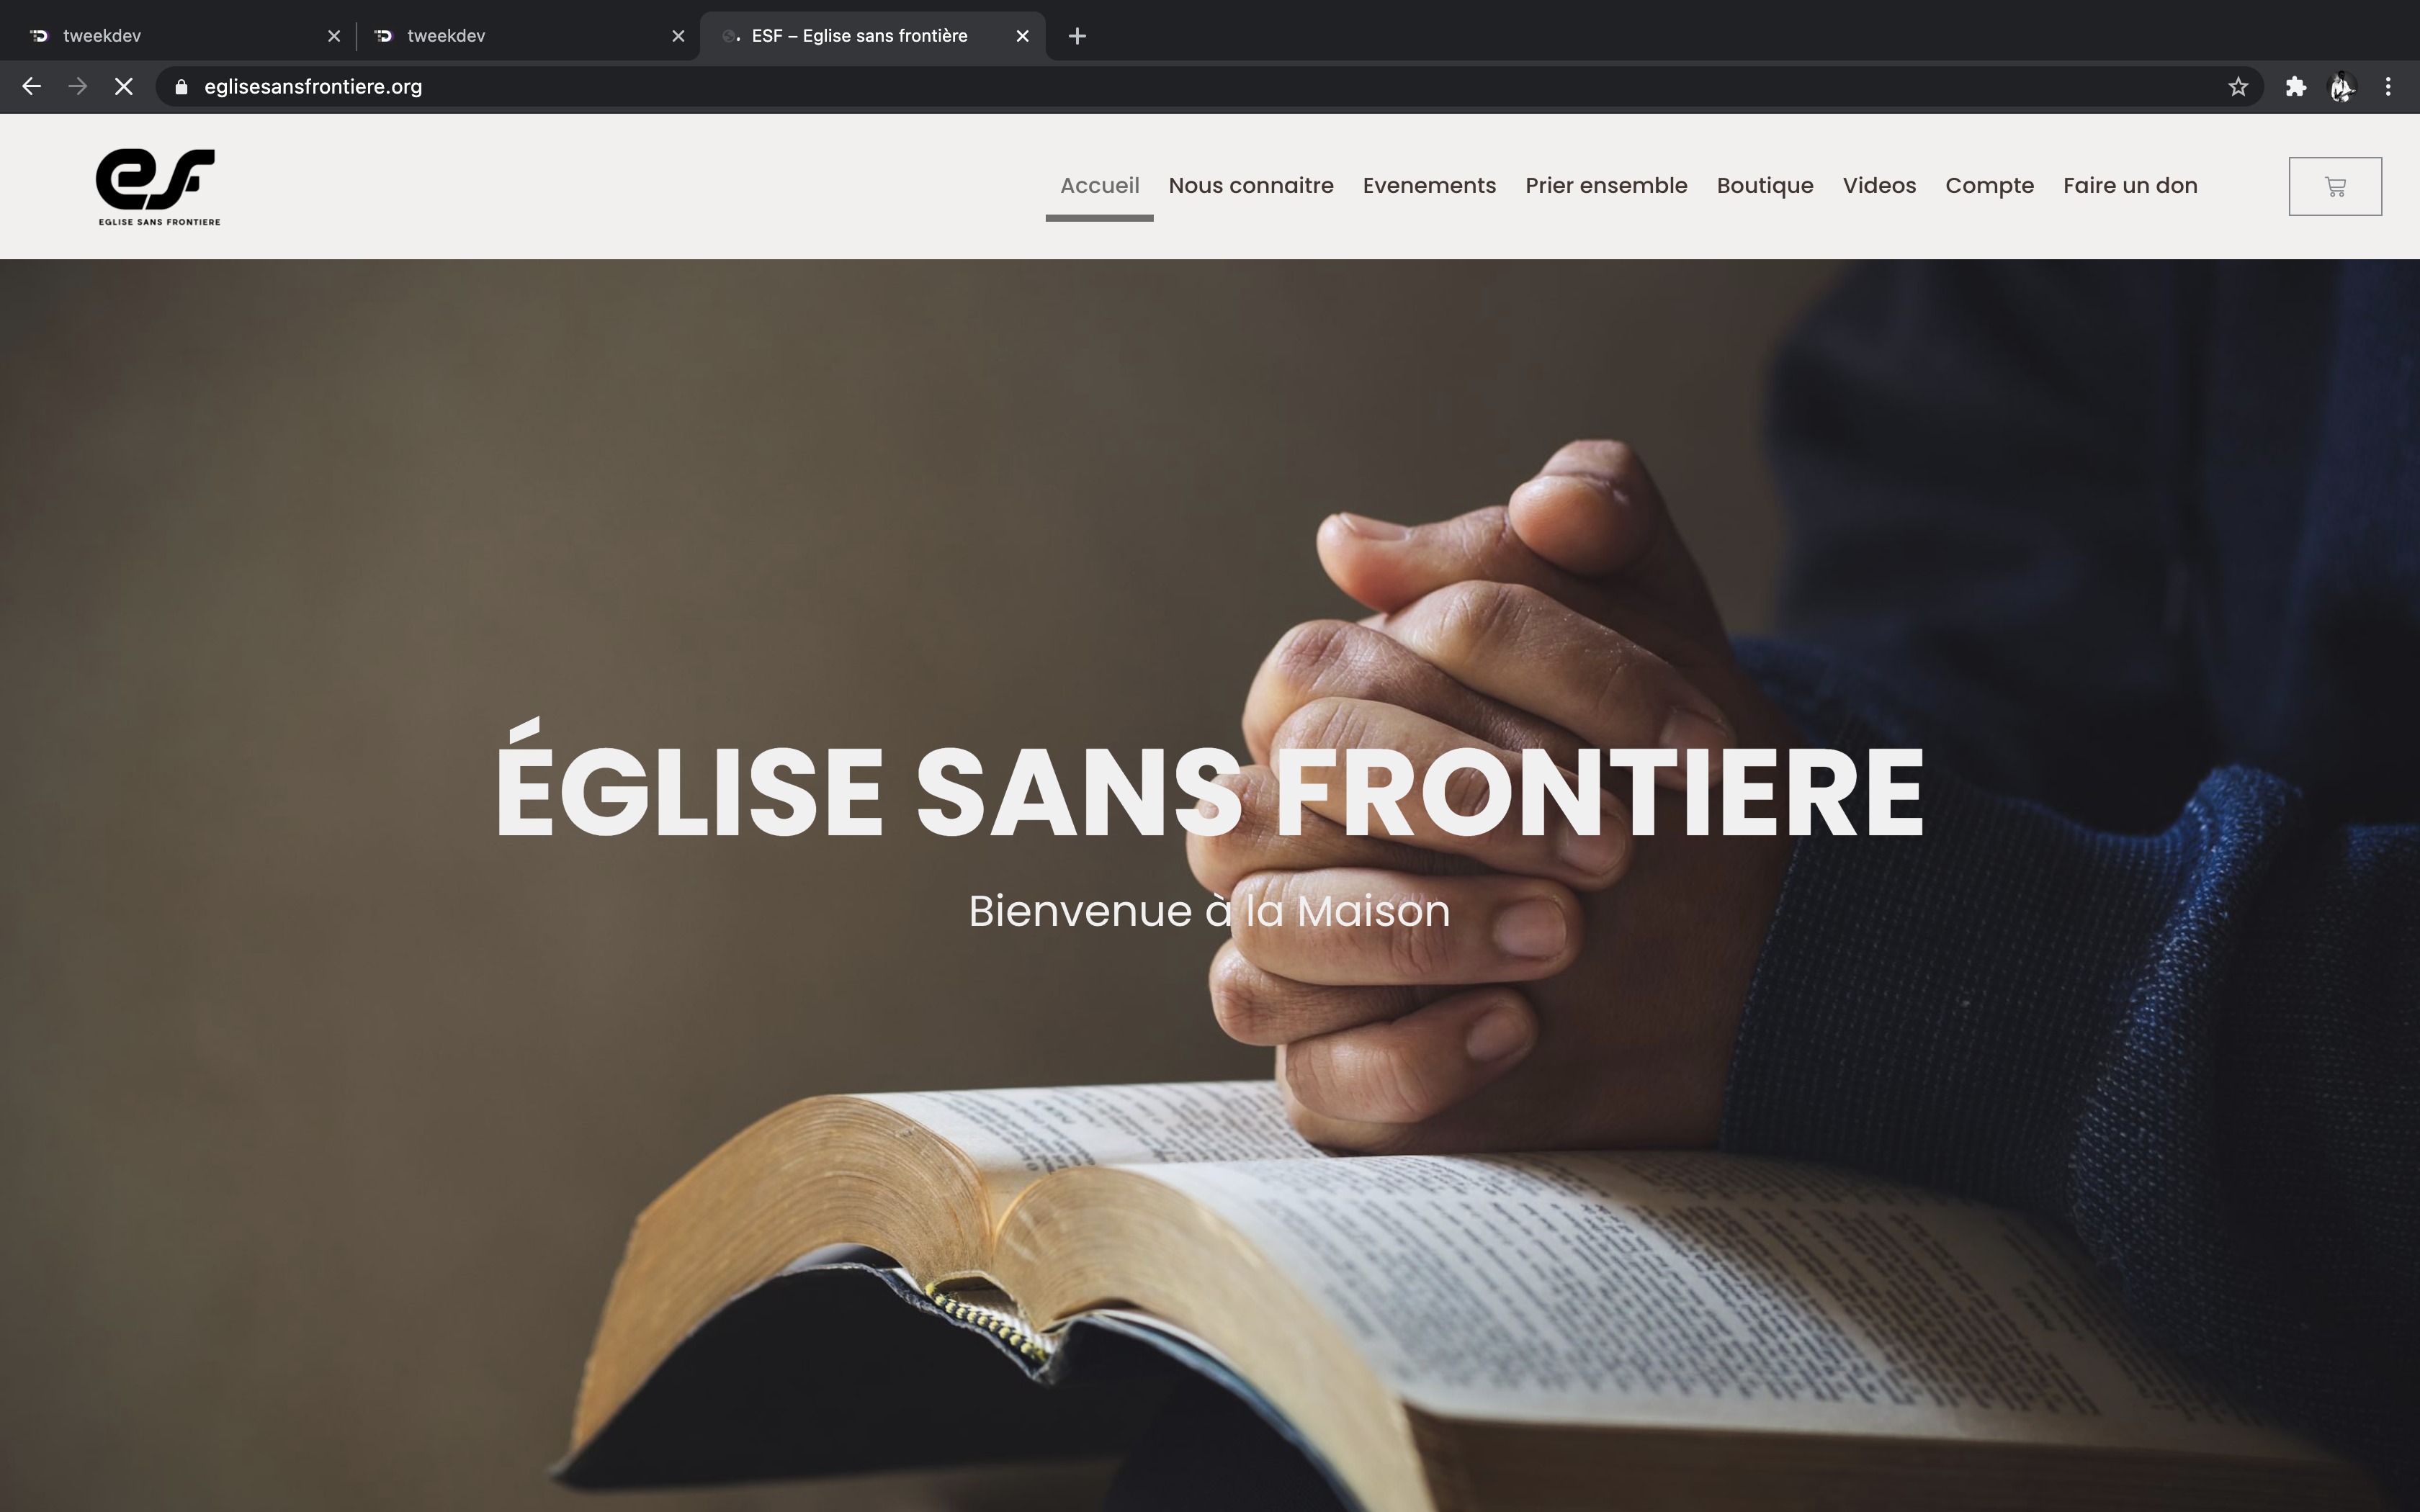 tweekdev
tweekdev
ESF – Eglise sans frontière
eglisesansfrontiere.org
esf
EGLISE SANS FRONTIERE
Accueil Nous connaitre Evenements Prier ensemble Boutique Videos Compte Faire un don
ÉGLISE SANS FRONTIERE
Bienvenue à la Maison